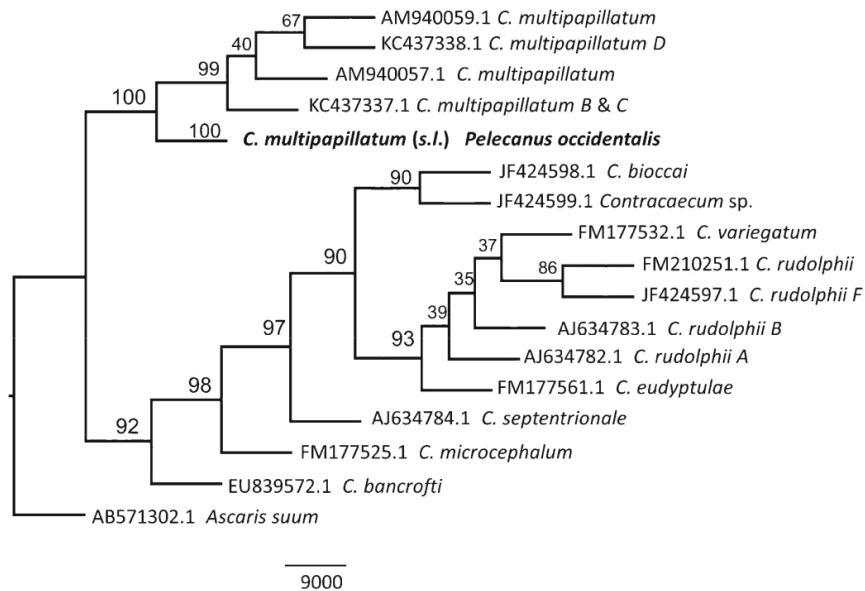 67 AM940059.1 C. multipapillatum
40 KC437338.1 C. multipapillatum D
99 AM940057.1 C. multipapillatum
100 KC437337.1 C. multipapillatum B & C
100 C. multipapillatum (s.l.) Pelecanus occidentalis
90 JF424598.1 C. bioccai
JF424599.1 Contracaecum sp.
37 FM177532.1 C. variegatum
90 86 FM210251.1 C. rudolphii
35 JF424597.1 C. rudolphii F
39 AJ634783.1 C. rudolphii B
97 93 AJ634782.1 C. rudolphii A
98 FM177561.1 C. eudyptulae
AJ634784.1 C. septentrionale
92 FM177525.1 C. microcephalum
EU839572.1 C. bancrofti
AB571302.1 Ascaris suum
9000